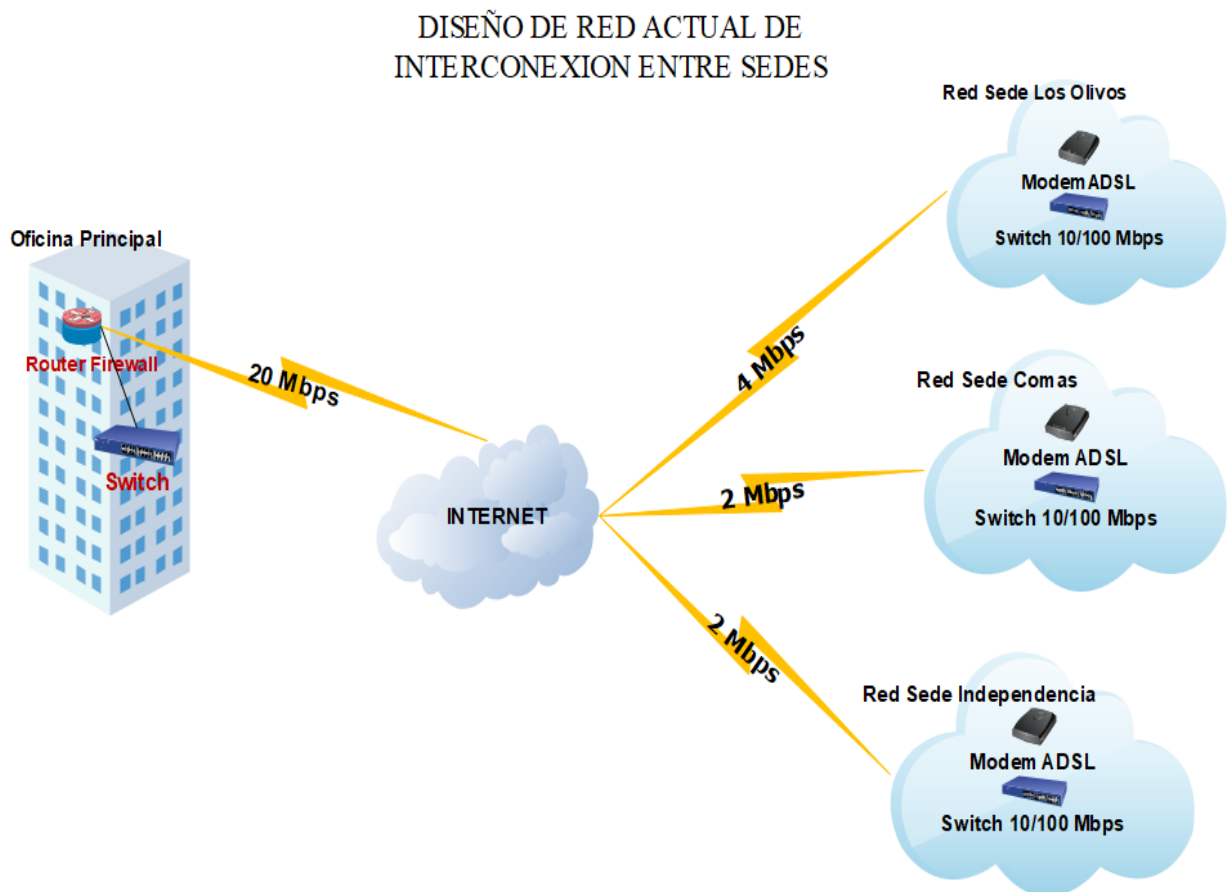 DISEÑO DE RED ACTUAL DE
INTERCONEXION ENTRE SEDES
Oficina Principal
Router Firewall
Switch
20 Mbps
INTERNET
4 Mbps
2 Mbps
2 Mbps
Red Sede Los Olivos
Modem ADSL
Switch 10/100 Mbps
Red Sede Comas
Modem ADSL
Switch 10/100 Mbps
Red Sede Independencia
Modem ADSL
Switch 10/100 Mbps